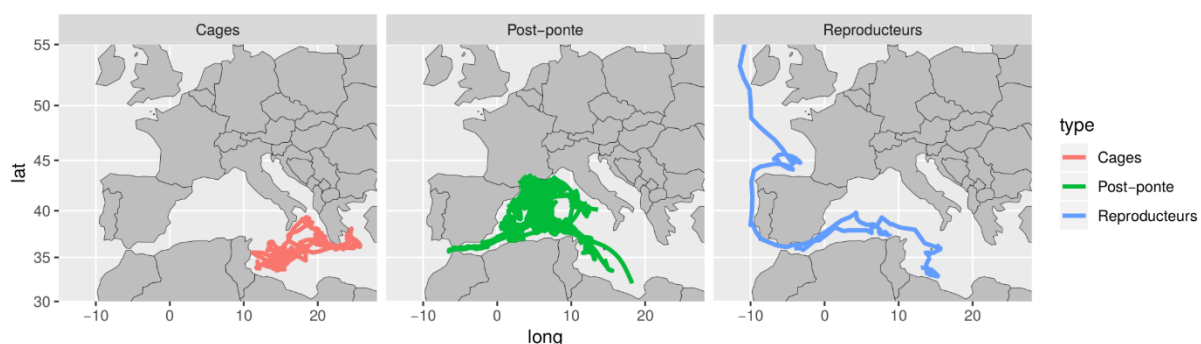 Cages Post−ponte Reproducteurs
55
50
45
40
35
30
lat
−10 0 10 20 −10 0 10 20 −10 0 10 20
long
type
Cages
Post−ponte
Reproducteurs